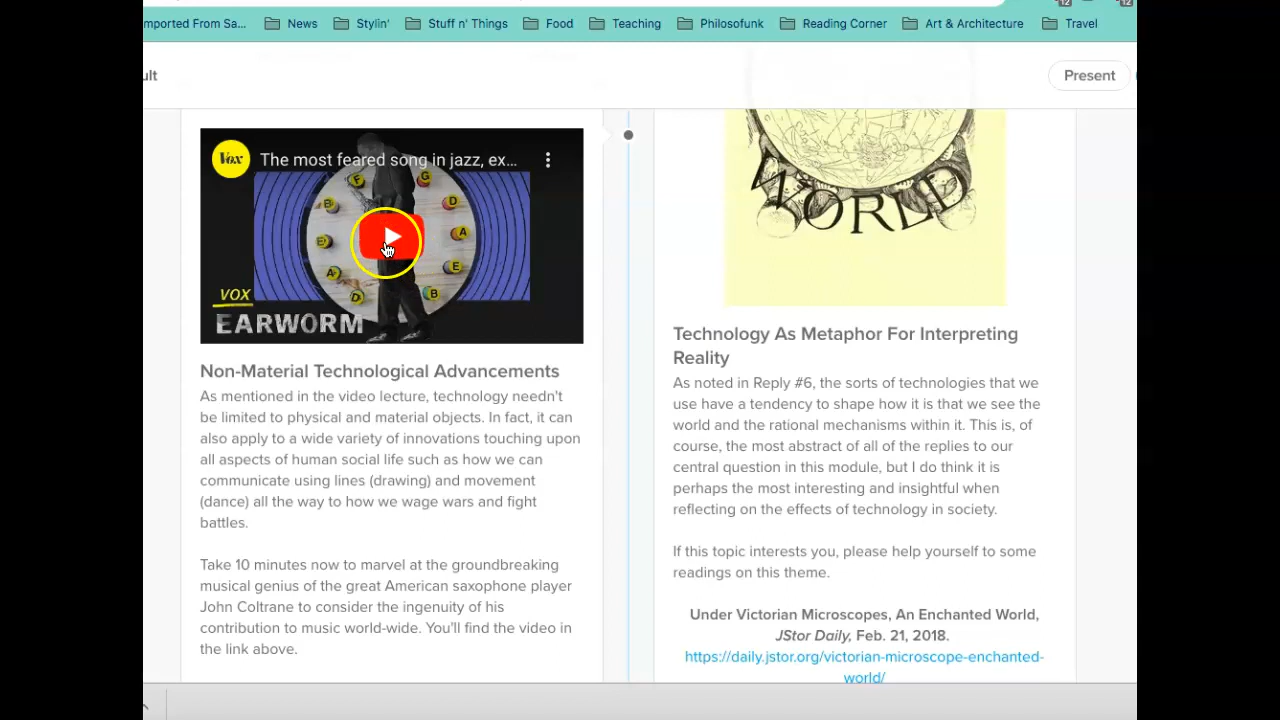 mported From Sa...
News
Stylin'
Stuff n' Things
Food
Teaching
Philosofunk
Reading Corner
Art & Architecture
Travel
12
12
ult
Present
Vox
The most feared song in jazz, ex...
F
G
B
D
E
A
A
E
D
B
VOX
EARWORM
Non-Material Technological Advancements
As mentioned in the video lecture, technology needn't
be limited to physical and material objects. In fact, it can
also apply to a wide variety of innovations touching upon
all aspects of human social life such as how we can
communicate using lines (drawing) and movement
(dance) all the way to how we wage wars and fight
battles.
Take 10 minutes now to marvel at the groundbreaking
musical genius of the great American saxophone player
John Coltrane to consider the ingenuity of his
contribution to music world-wide. You'll find the video in
the link above.
WORLD
Technology As Metaphor For Interpreting
Reality
As noted in Reply #6, the sorts of technologies that we
use have a tendency to shape how it is that we see the
world and the rational mechanisms within it. This is, of
course, the most abstract of all of the replies to our
central question in this module, but I do think it is
perhaps the most interesting and insightful when
reflecting on the effects of technology in society.
If this topic interests you, please help yourself to some
readings on this theme.
Under Victorian Microscopes, An Enchanted World,
JStor Daily, Feb. 21, 2018.
https://daily.jstor.org/victorian-microscope-enchanted-
world/